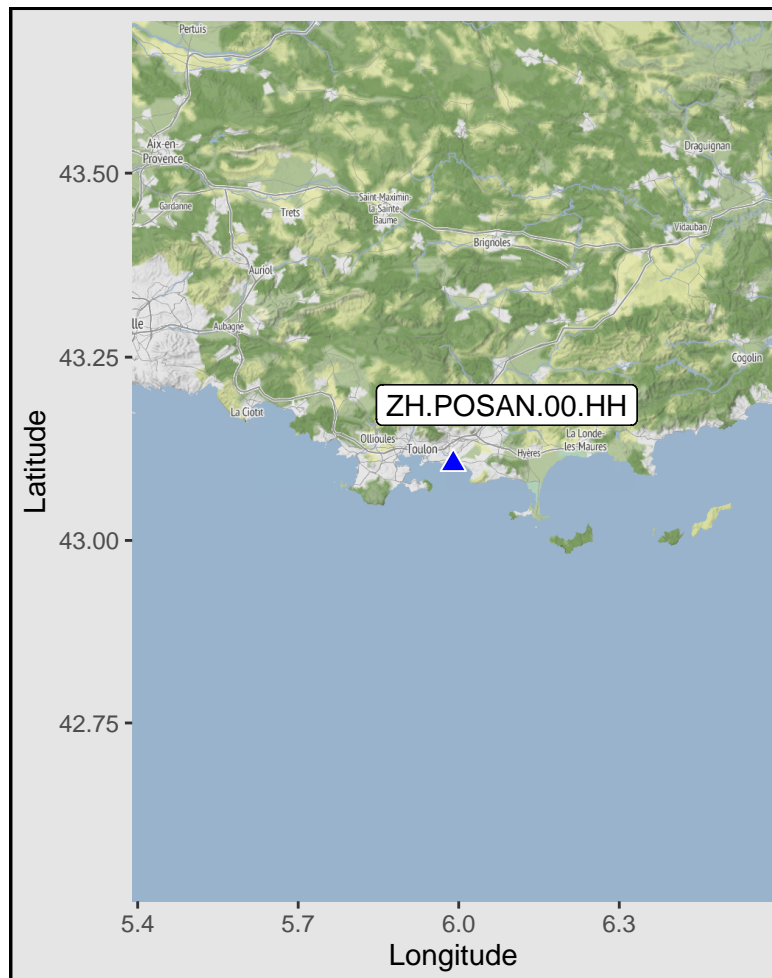 Pertuis
Aix-en-
Provence
Draguignan
43.50
Gardanne
Trets
Saint-Maximin-
la-Sainte-
Baume
Vidauban
Brignoles
Auriol
lle
Aubagne
43.25
Cogolin
ZH.POSAN.00.HH
La Ciotit
Ollioules
La Londe-
les-Maures
Toulon
Hyères
Latitude
43.00
42.75
5.4
5.7
6.0
6.3
Longitude